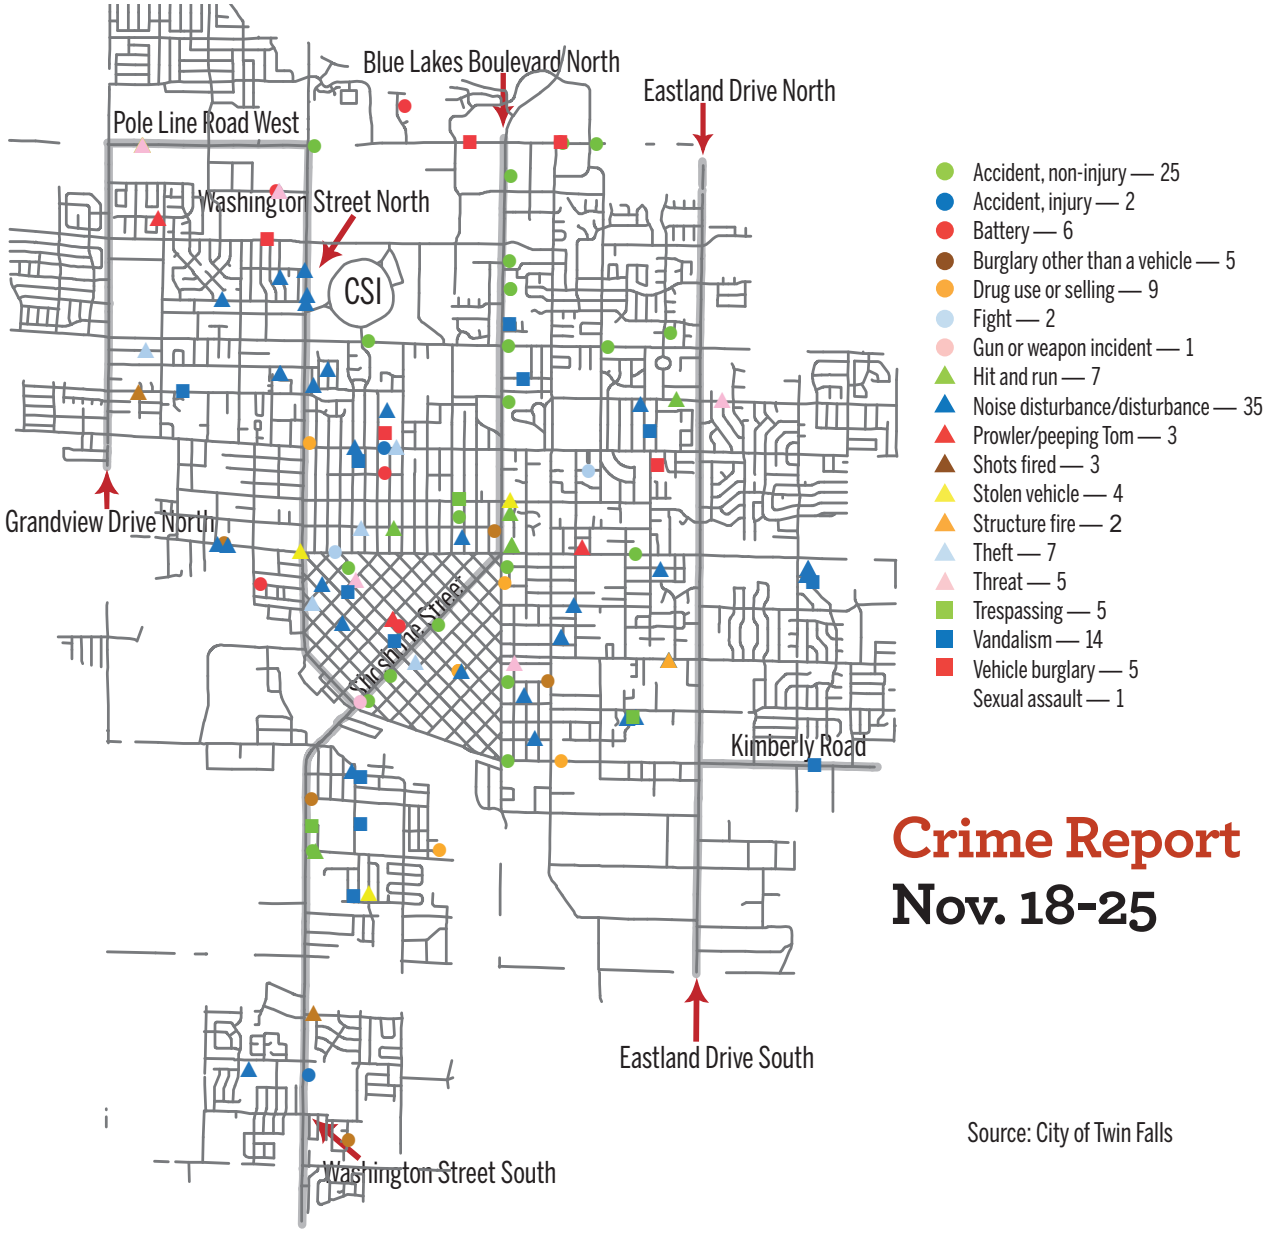 Blue Lakes Boulevard North
Eastland Drive North
Pole Line Road West
Washington Street North
CSI
Grandview Drive North
Shoshone Street
Kimberly Road
Eastland Drive South
Washington Street South
Accident, non-injury — 25
Accident, injury — 2
Battery — 6
Burglary other than a vehicle — 5
Drug use or selling — 9
Fight — 2
Gun or weapon incident — 1
Hit and run — 7
Noise disturbance/disturbance — 35
Prowler/peeping Tom — 3
Shots fired — 3
Stolen vehicle — 4
Structure fire — 2
Theft — 7
Threat — 5
Trespassing — 5
Vandalism — 14
Vehicle burglary — 5
Sexual assault — 1
Crime Report
Nov. 18-25
Source: City of Twin Falls